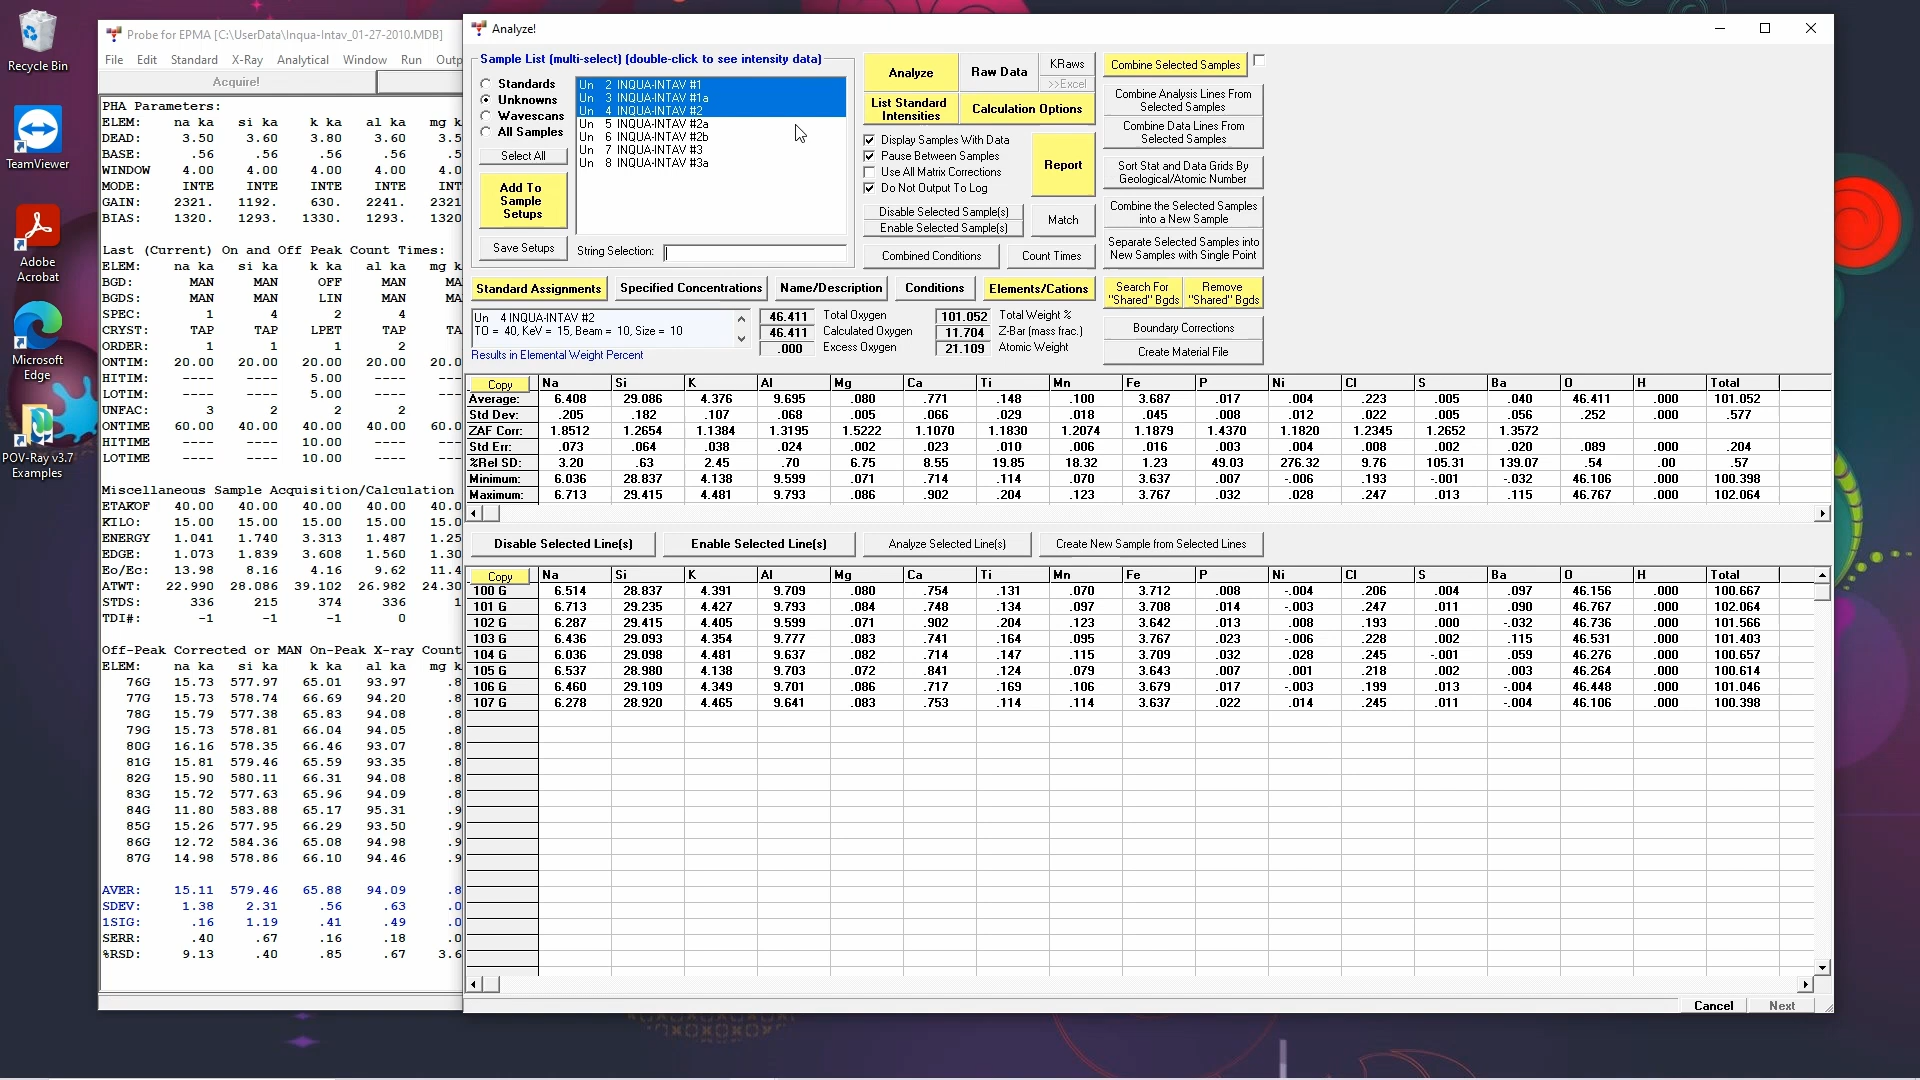 Recycle Bin
TeamViewer
Adobe
Acrobat
Microsoft
Edge
POV-Ray v3.7
Examples
Probe for EPMA [C:\UserData\Inqua-Intav_01-27-2010.MDB]
File Edit Standard X-Ray Analytical Window Run Outp
Acquire!
PHA Parameters:
ELEM: na ka si ka k ka al ka mg k
DEAD: 3.50 3.60 3.80 3.60 3.5
BASE: .56 .56 .56 .56 .5
WINDOW 4.00 4.00 4.00 4.00 4.0
MODE: INTE INTE INTE INTE INT
GAIN: 2321. 1192. 630. 2241. 2321
BIAS: 1320. 1293. 1330. 1293. 1320
Last (Current) On and Off Peak Count Times:
ELEM: na ka si ka k ka al ka mg k
BGD: MAN MAN OFF MAN MA
BGDS: MAN MAN LIN MAN MA
SPEC: 1 4 2 4
CRYST: TAP TAP LPET TAP TA
ORDER: 1 1 1 2
ONTIM: 20.00 20.00 20.00 20.00 20.0
HITIM: ---- ---- 5.00 ---- ---
LOTIM: ---- ---- 5.00 ---- ---
UNFAC: 3 2 2 2
ONTIME 60.00 40.00 40.00 40.00 60.0
HITIME ---- ---- 10.00 ---- ---
LOTIME ---- ---- 10.00 ---- ---
Miscellaneous Sample Acquisition/Calculation
ETAKOF 40.00 40.00 40.00 40.00 40.0
KILO: 15.00 15.00 15.00 15.00 15.0
ENERGY 1.041 1.740 3.313 1.487 1.25
EDGE: 1.073 1.839 3.608 1.560 1.30
Eo/Ec: 13.98 8.16 4.16 9.62 11.4
ATWT: 22.990 28.086 39.102 26.982 24.30
STDS: 336 215 374 336 1
TDI#: -1 -1 -1 0
Off-Peak Corrected or MAN On-Peak X-ray Count
ELEM: na ka si ka k ka al ka mg k
76G 15.73 577.97 65.01 93.97 .8
77G 15.73 578.74 66.69 94.20 .8
78G 15.79 577.38 65.83 94.08 .8
79G 15.73 578.81 66.04 94.05 .8
80G 16.16 578.35 66.46 93.07 .8
81G 15.81 579.46 65.59 93.35 .8
82G 15.90 580.11 66.31 94.08 .8
83G 15.72 577.63 65.96 94.09 .8
84G 11.80 583.88 65.17 95.31 .9
85G 15.26 577.95 66.29 93.50 .8
86G 12.72 584.36 65.08 94.98 .9
87G 14.98 578.86 66.10 94.46 .9
AVER: 15.11 579.46 65.88 94.09 .8
SDEV: 1.38 2.31 .56 .63 .0
1SIG: .16 1.19 .41 .49 .0
SERR: .40 .67 .16 .18 .0
%RSD: 9.13 .40 .85 .67 3.6
Analyze!
Sample List (multi-select) (double-click to see intensity data)
Standards
Unknowns
Wavescans
All Samples
Select All
Add To
Sample
Setups
Save Setups
Un 2 INQUA-INTAV #1
Un 3 INQUA-INTAV #1a
Un 4 INQUA-INTAV #2
Un 5 INQUA-INTAV #2a
Un 6 INQUA-INTAV #2b
Un 7 INQUA-INTAV #3
Un 8 INQUA-INTAV #3a
String Selection:
Analyze Raw Data KRaws
>>Excel
List Standard
Intensities
Calculation Options
Display Samples With Data
Pause Between Samples
Use All Matrix Corrections
Do Not Output To Log
Report
Disable Selected Sample(s)
Enable Selected Sample(s)
Match
Combined Conditions Count Times
Combine Selected Samples
Combine Analysis Lines From
Selected Samples
Combine Data Lines From
Selected Samples
Sort Stat and Data Grids By
Geological/Atomic Number
Combine the Selected Samples
into a New Sample
Separate Selected Samples into
New Samples with Single Point
Search For
"Shared" Bgds
Remove
"Shared" Bgds
Boundary Corrections
Create Material File
Standard Assignments Specified Concentrations Name/Description Conditions Elements/Cations
Un 4 INQUA-INTAV #2
TO = 40, KeV = 15, Beam = 10, Size = 10
Results in Elemental Weight Percent
46.411 Total Oxygen 101.052 Total Weight %
46.411 Calculated Oxygen 11.704 Z-Bar (mass frac.)
.000 Excess Oxygen 21.109 Atomic Weight
Copy Na Si K Al Mg Ca Ti Mn Fe P Ni Cl S Ba O H Total
Average: 6.408 29.086 4.376 9.695 .080 .771 .148 .100 3.687 .017 .004 .223 .005 .040 46.411 .000 101.052
Std Dev: .205 .182 .107 .068 .005 .066 .029 .018 .045 .008 .012 .022 .005 .056 .252 .000 .577
ZAF Corr: 1.8512 1.2654 1.1384 1.3195 1.5222 1.1070 1.1830 1.2074 1.1879 1.4370 1.1820 1.2345 1.2652 1.3572
Std Err: .073 .064 .038 .024 .002 .023 .010 .006 .016 .003 .004 .008 .002 .020 .089 .000 .204
%Rel SD: 3.20 .63 2.45 .70 6.75 8.55 19.85 18.32 1.23 49.03 276.32 9.76 105.31 139.07 .54 .00 .57
Minimum: 6.036 28.837 4.138 9.599 .071 .714 .114 .070 3.637 .007 -.006 .193 -.001 -.032 46.106 .000 100.398
Maximum: 6.713 29.415 4.481 9.793 .086 .902 .204 .123 3.767 .032 .028 .247 .013 .115 46.767 .000 102.064
Disable Selected Line(s) Enable Selected Line(s) Analyze Selected Line(s) Create New Sample from Selected Lines
Copy Na Si K Al Mg Ca Ti Mn Fe P Ni Cl S Ba O H Total
100 G 6.514 28.837 4.391 9.709 .080 .754 .131 .070 3.712 .008 -.004 .206 .004 .097 46.156 .000 100.667
101 G 6.713 29.235 4.427 9.793 .084 .748 .134 .097 3.708 .014 -.003 .247 .011 .090 46.767 .000 102.064
102 G 6.287 29.415 4.405 9.599 .071 .902 .204 .123 3.642 .013 .008 .193 .000 -.032 46.736 .000 101.566
103 G 6.436 29.093 4.354 9.777 .083 .741 .164 .095 3.767 .023 -.006 .228 .002 .115 46.531 .000 101.403
104 G 6.036 29.098 4.481 9.637 .082 .714 .147 .115 3.709 .032 .028 .245 -.001 .059 46.276 .000 100.657
105 G 6.537 28.980 4.138 9.703 .072 .841 .124 .079 3.643 .007 .001 .218 .002 .003 46.264 .000 100.614
106 G 6.460 29.109 4.349 9.701 .086 .717 .169 .106 3.679 .017 -.003 .199 .013 -.004 46.448 .000 101.046
107 G 6.278 28.920 4.465 9.641 .083 .753 .114 .114 3.637 .022 .014 .245 .011 -.004 46.106 .000 100.398
Cancel Next